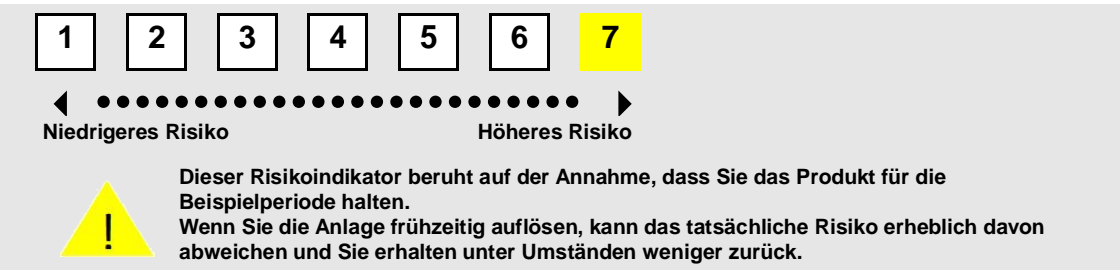 1 2 3 4 5 6 7
Niedrigeres Risiko Höheres Risiko
Dieser Risikoindikator beruht auf der Annahme, dass Sie das Produkt für die
Beispielperiode halten.
Wenn Sie die Anlage frühzeitig auflösen, kann das tatsächliche Risiko erheblich davon
abweichen und Sie erhalten unter Umständen weniger zurück.
!